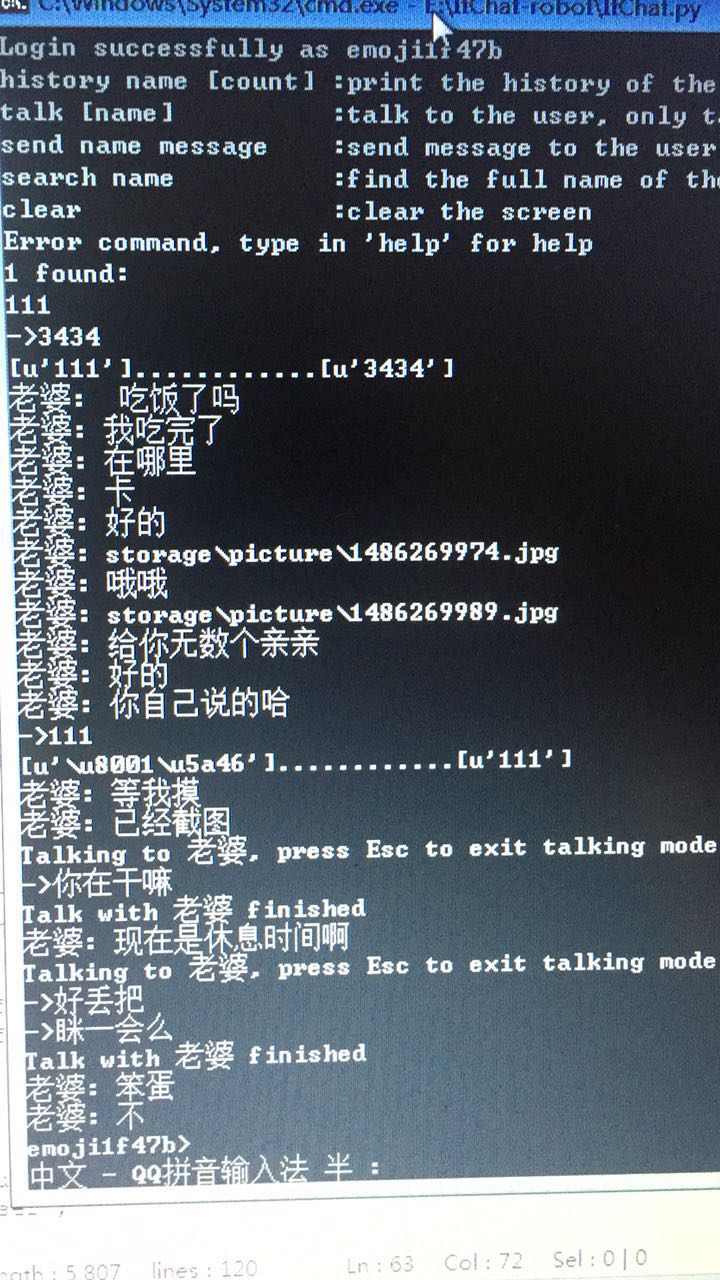 C:\Windows\System32\cmd.exe - E:\ItChat-robot\ItChat.py
Login successfully as emoji1f47b
history name [count] :print the history of the
talk [name] :talk to the user, only
send name message :send message to the user
search name :find the full name of the
clear :clear the screen
Error command, type in 'help' for help
1 found:
111
->3434
[u'111']............[u'3434']
老婆： 吃饭了吗
老婆: 我吃完了
老婆: 在哪里
老婆: 卡
老婆: 好的
老婆: storage\picture\1486269974.jpg
老婆: 哦哦
老婆: storage\picture\1486269989.jpg
老婆: 给你无数个亲亲
老婆: 好的
老婆: 你自己说的哈
->111
[u'\u8001\u5a46']............[u'111']
老婆: 等我摸
老婆: 已经截图
Talking to 老婆, press Esc to exit talking mode
->你在干嘛
Talk with 老婆 finished
老婆: 现在是休息时间啊
Talking to 老婆, press Esc to exit talking mode
->好丢把
->眯一会么
Talk with 老婆 finished
老婆: 笨蛋
老婆: 不
emoji1f47b>
中文 - QQ拼音输入法 半 :
ngth : 5,807 lines : 120 Ln : 63 Col : 72 Sel : 0 | 0